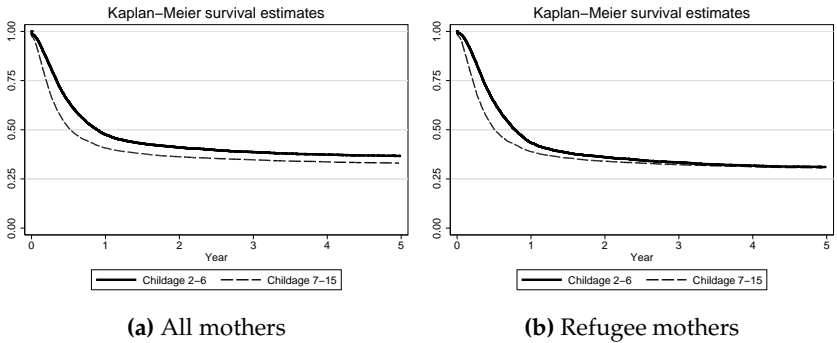 Kaplan−Meier survival estimates
1.00
0.75
0.50
0.25
0.00
0 1 2 3 4 5
Year
Childage 2−6 Childage 7−15
(a) All mothers
Kaplan−Meier survival estimates
1.00
0.75
0.50
0.25
0.00
0 1 2 3 4 5
Year
Childage 2−6 Childage 7−15
(b) Refugee mothers